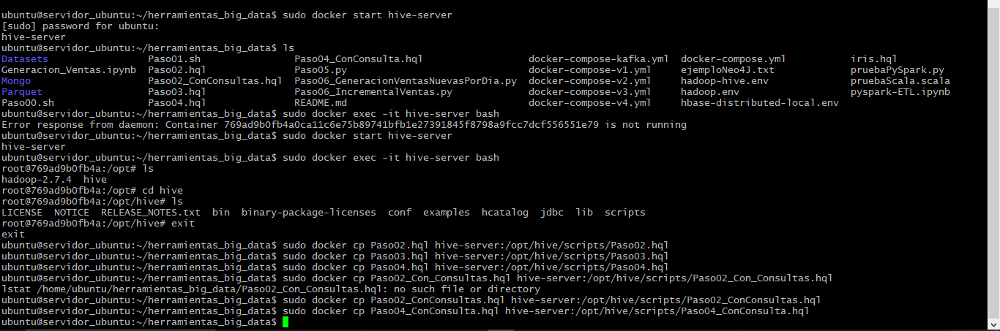 ubuntu@servidor_ubuntu:~/herramientas_big_data$ sudo docker start hive-server
[sudo] password for ubuntu:
hive-server
ubuntu@servidor_ubuntu:~/herramientas_big_data$ ls
Datasets Paso01.sh Paso04_ConConsulta.hql docker-compose-kafka.yml docker-compose.yml iris.hql
Generacion_Ventas.ipynb Paso02.hql Paso05.py docker-compose-v1.yml ejemploNeo4J.txt pruebaPySpark.py
Mongo Paso02_ConConsultas.hql Paso06_GeneracionVentasNuevasPorDia.py docker-compose-v2.yml hadoop-hive.env pruebaScala.scala
Parquet Paso03.hql Paso06_IncrementalVentas.py docker-compose-v3.yml hadoop.env pyspark-ETL.ipynb
Paso00.sh Paso04.hql README.md docker-compose-v4.yml hbase-distributed-local.env
ubuntu@servidor_ubuntu:~/herramientas_big_data$ sudo docker exec -it hive-server bash
Error response from daemon: Container 769ad9b0fb4a0ca11c6e75b89741bfb1e27391845f8798a9fcc7dcf556551e79 is not running
ubuntu@servidor_ubuntu:~/herramientas_big_data$ sudo docker start hive-server
hive-server
ubuntu@servidor_ubuntu:~/herramientas_big_data$ sudo docker exec -it hive-server bash
root@769ad9b0fb4a:/opt# ls
hadoop-2.7.4 hive
root@769ad9b0fb4a:/opt# cd hive
root@769ad9b0fb4a:/opt/hive# ls
LICENSE NOTICE RELEASE_NOTES.txt bin binary-package-licenses conf examples hcatalog jdbc lib scripts
root@769ad9b0fb4a:/opt/hive# exit
exit
ubuntu@servidor_ubuntu:~/herramientas_big_data$ sudo docker cp Paso02.hql hive-server:/opt/hive/scripts/Paso02.hql
ubuntu@servidor_ubuntu:~/herramientas_big_data$ sudo docker cp Paso03.hql hive-server:/opt/hive/scripts/Paso03.hql
ubuntu@servidor_ubuntu:~/herramientas_big_data$ sudo docker cp Paso04.hql hive-server:/opt/hive/scripts/Paso04.hql
ubuntu@servidor_ubuntu:~/herramientas_big_data$ sudo docker cp Paso02_Con_Consultas.hql hive-server:/opt/hive/scripts/Paso02_Con_Consultas.hql
lstat /home/ubuntu/herramientas_big_data/Paso02_Con_Consultas.hql: no such file or directory
ubuntu@servidor_ubuntu:~/herramientas_big_data$ sudo docker cp Paso02_ConConsultas.hql hive-server:/opt/hive/scripts/Paso02_ConConsultas.hql
ubuntu@servidor_ubuntu:~/herramientas_big_data$ sudo docker cp Paso04_ConConsulta.hql hive-server:/opt/hive/scripts/Paso04_ConConsulta.hql
ubuntu@servidor_ubuntu:~/herramientas_big_data$